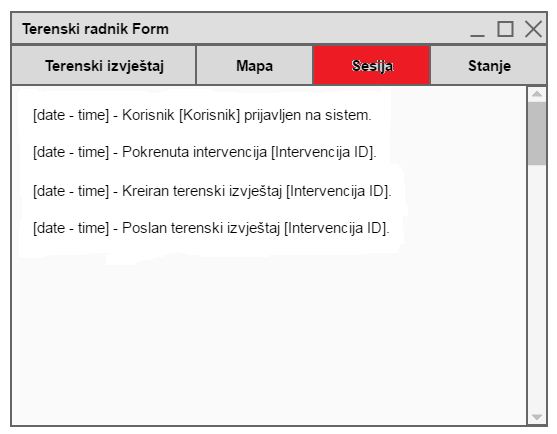 Terenski radnik Form
Terenski izvještaj Mapa Sesija Stanje
[date - time] - Korisnik [Korisnik] prijavljen na sistem.
[date - time] - Pokrenuta intervencija [Intervencija ID].
[date - time] - Kreiran terenski izvještaj [Intervencija ID].
[date - time] - Poslan terenski izvještaj [Intervencija ID].